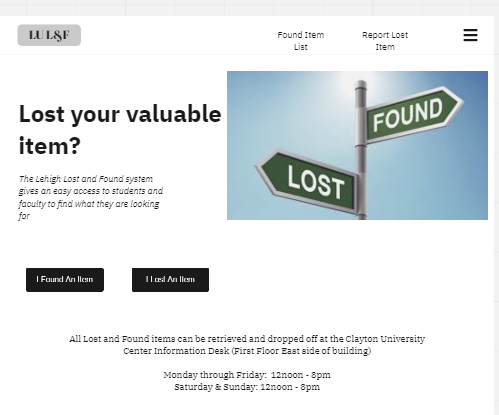 LU L&F
Found Item
List
Report Lost
Item
Lost your valuable
item?
The Lehigh Lost and Found system
gives an easy access to students and
faculty to find what they are looking
for
FOUND
LOST
I Found An Item
I Lost An Item
All Lost and Found items can be retrieved and dropped off at the Clayton University
Center Information Desk (First Floor East side of building)
Monday through Friday: 12noon - 8pm
Saturday & Sunday: 12noon - 8pm